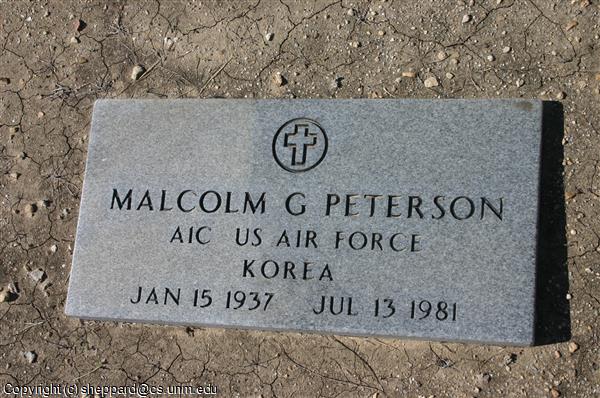 MALCOLM G PETERSON
A1C US AIR FORCE
KOREA
JAN 15 1937 JUL 13 1981
Copyright (c) sheppard@cs.unm.edu